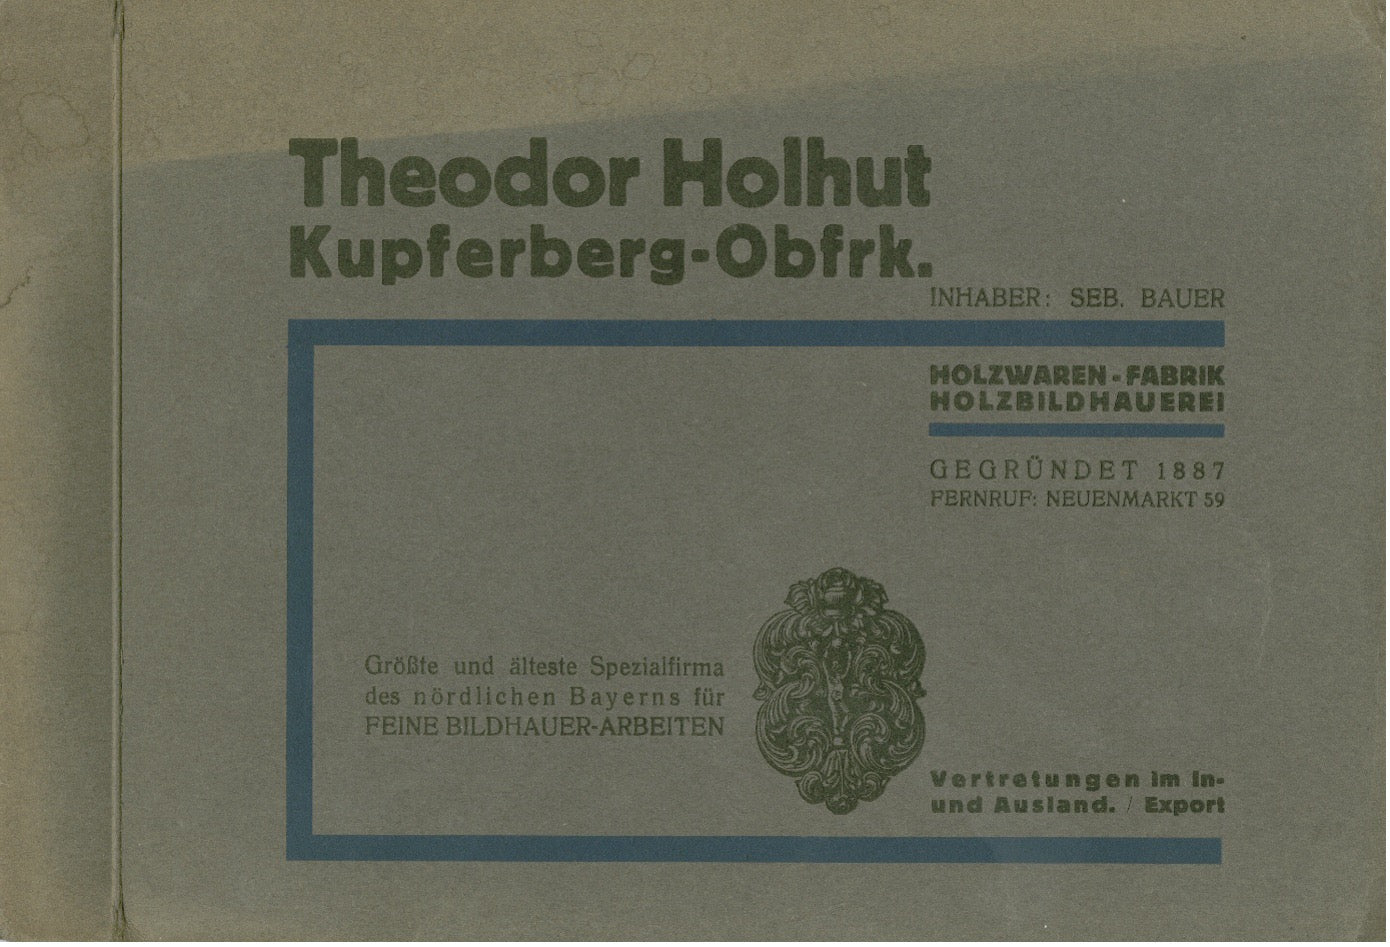 Theodor Holhut
Kupferberg-Obfrk.
INHABER: SEB. BAUER
HOLZWAREN-FABRIK
HOLZBILDHAUEREI
GEGRÜNDET 1887
FERNRUF: NEUENMARKT 59
Größte und älteste Spezialfirma
des nördlichen Bayerns für
FEINE BILDHAUER-ARBEITEN
Vertretungen im In-
und Ausland. / Export